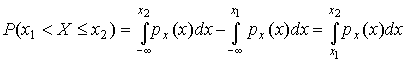 P(x₁ < X ≤ x₂) = ∫_{-∞}^{x₂} p_x(x)dx − ∫_{-∞}^{x₁} p_x(x)dx = ∫_{x₁}^{x₂} p_x(x)dx